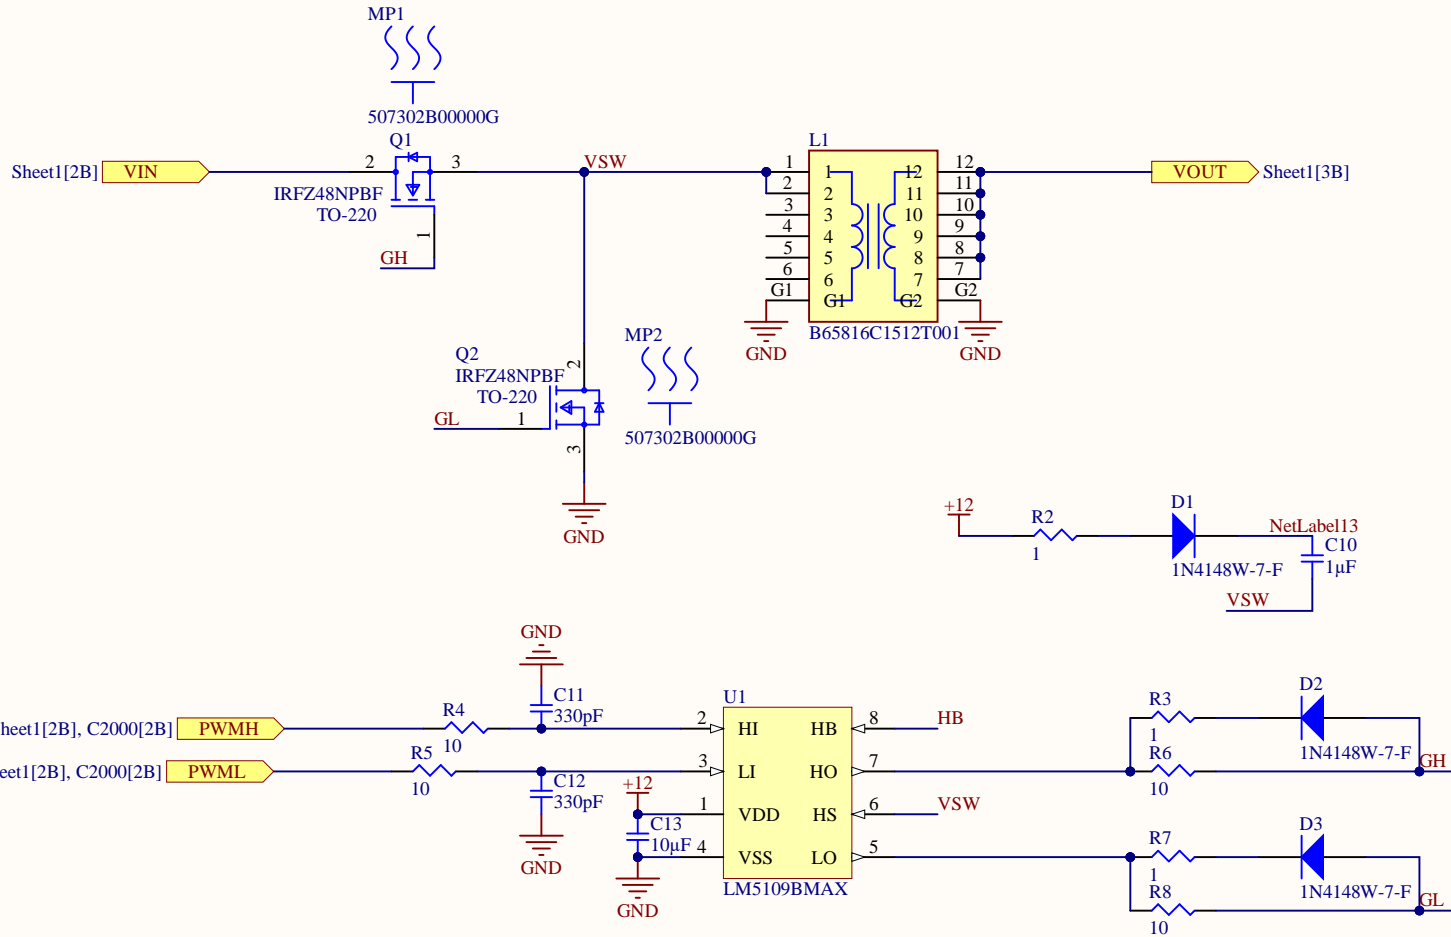 MP1
507302B00000G
Q1
Sheet1[2B] VIN
2 3
IRFZ48NPBF
TO-220
1
GH
VSW
L1
1 1 12 12
2 2 11 11
3 3 10 10
4 4 9 9
5 5 8 8
6 6 7 7
G1 G1 G2 G2
B65816C1512T001
GND GND
VOUT Sheet1[3B]
Q2
IRFZ48NPBF
TO-220
2
GL 1
3
GND
MP2
507302B00000G
+12
R2
1
D1
1N4148W-7-F
NetLabel13
C10
1µF
VSW
GND
C11
330pF
heet1[2B], C2000[2B] PWMH
R4
10
eet1[2B], C2000[2B] PWML
R5
10
C12
330pF
GND
+12
C13
10µF
GND
U1
2 HI HB 8 HB
3 LI HO 7
1 VDD HS 6 VSW
4 VSS LO 5
LM5109BMAX
R3
1
D2
1N4148W-7-F
R6
10
GH
R7
1
D3
1N4148W-7-F
R8
10
GL